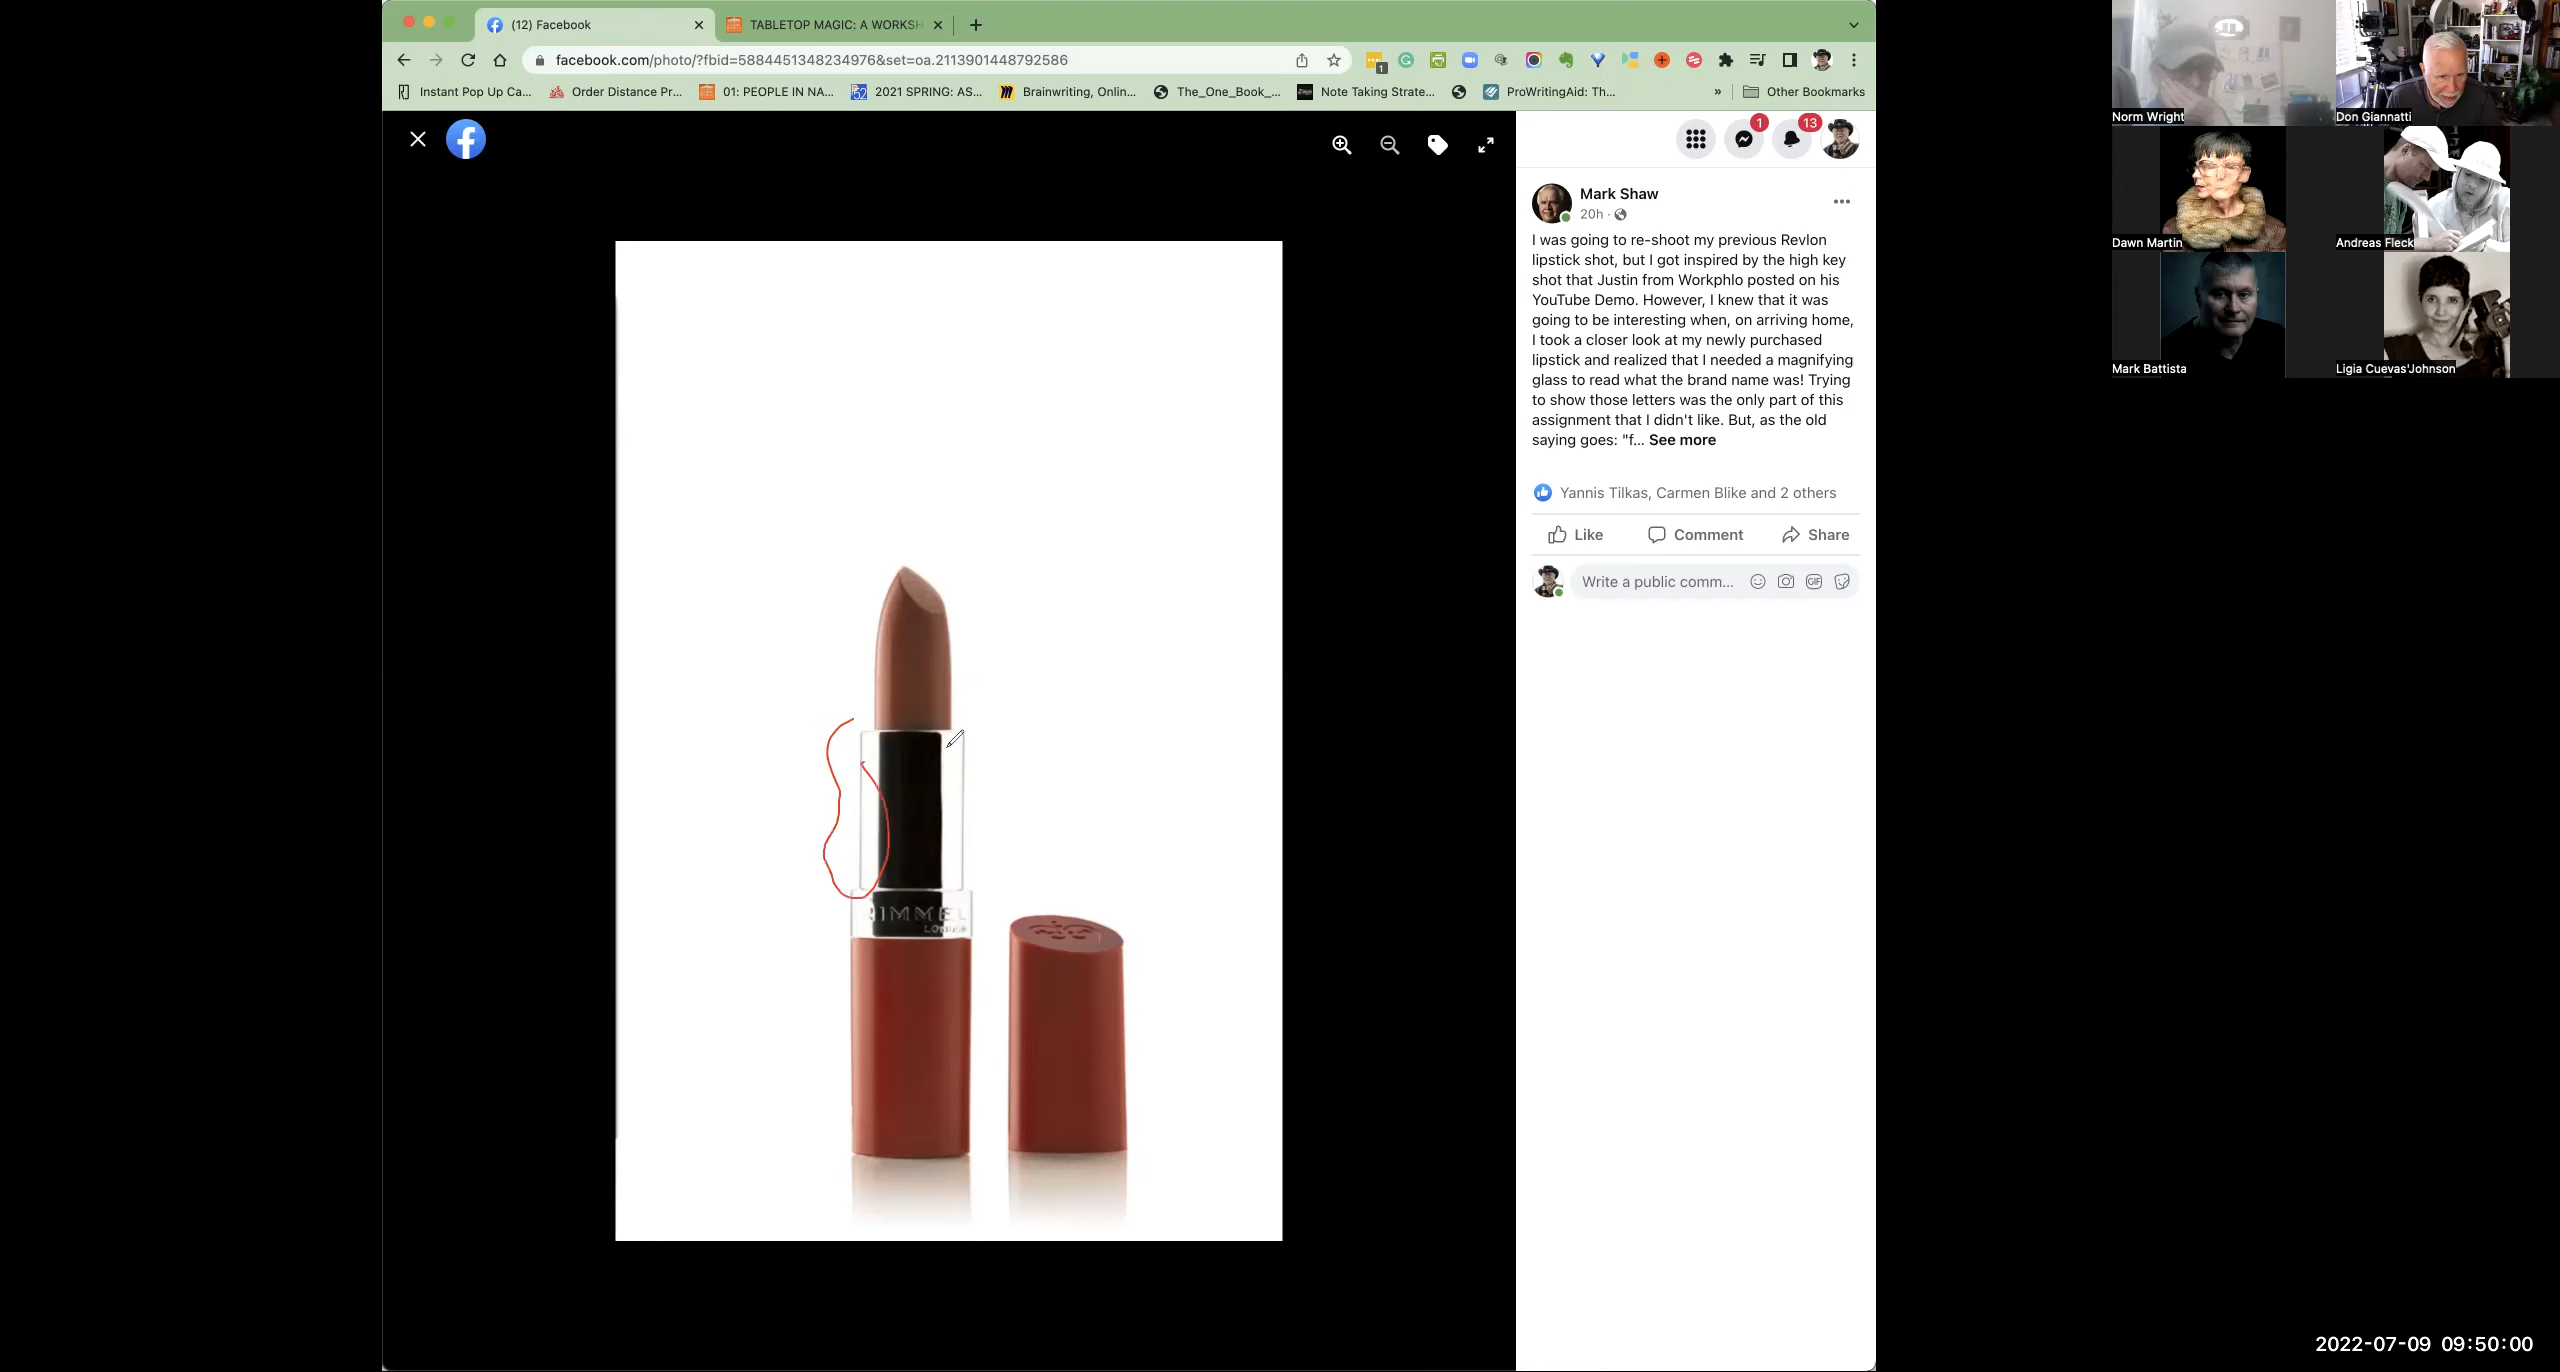 (12) Facebook
TABLETOP MAGIC: A WORKSH
facebook.com/photo/?fbid=5884451348234976&set=oa.2113901448792586
1
Instant Pop Up Ca...
Order Distance Pr...
01: PEOPLE IN NA...
2021 SPRING: AS...
Brainwriting, Onlin...
The_One_Book_...
Note Taking Strate...
ProWritingAid: Th...
»
Other Bookmarks
1
13
Mark Shaw
20h ·
I was going to re-shoot my previous Revlon
lipstick shot, but I got inspired by the high key
shot that Justin from Workphlo posted on his
YouTube Demo. However, I knew that it was
going to be interesting when, on arriving home,
I took a closer look at my newly purchased
lipstick and realized that I needed a magnifying
glass to read what the brand name was! Trying
to show those letters was the only part of this
assignment that I didn't like. But, as the old
saying goes: "f... See more
Yannis Tilkas, Carmen Blike and 2 others
Like
Comment
Share
Write a public comm...
GIF
RIMMEL
LONDON
Norm Wright
Don Giannatti
Dawn Martin
Andreas Fleck
Mark Battista
Ligia Cuevas'Johnson
2022-07-09 09:50:00